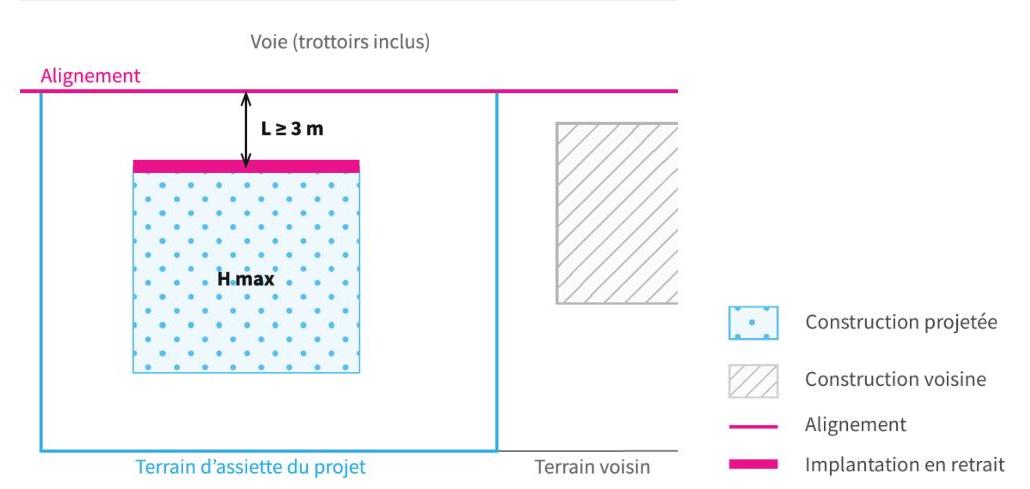 Voie (trottoirs inclus)
Alignement
L ≥ 3 m
H max
Construction projetée
Construction voisine
Alignement
Implantation en retrait
Terrain d’assiette du projet
Terrain voisin